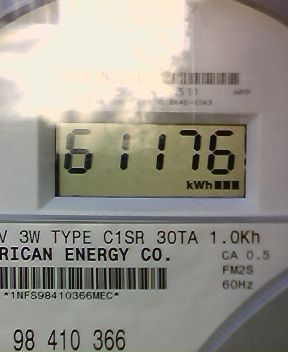 511 HPP
61176
kWh
V 3W TYPE C1SR 30TA 1.0Kh
RICAN ENERGY CO. CA 0.5
FM2S
60Hz
*1NFS98410366MEC*
98 410 366